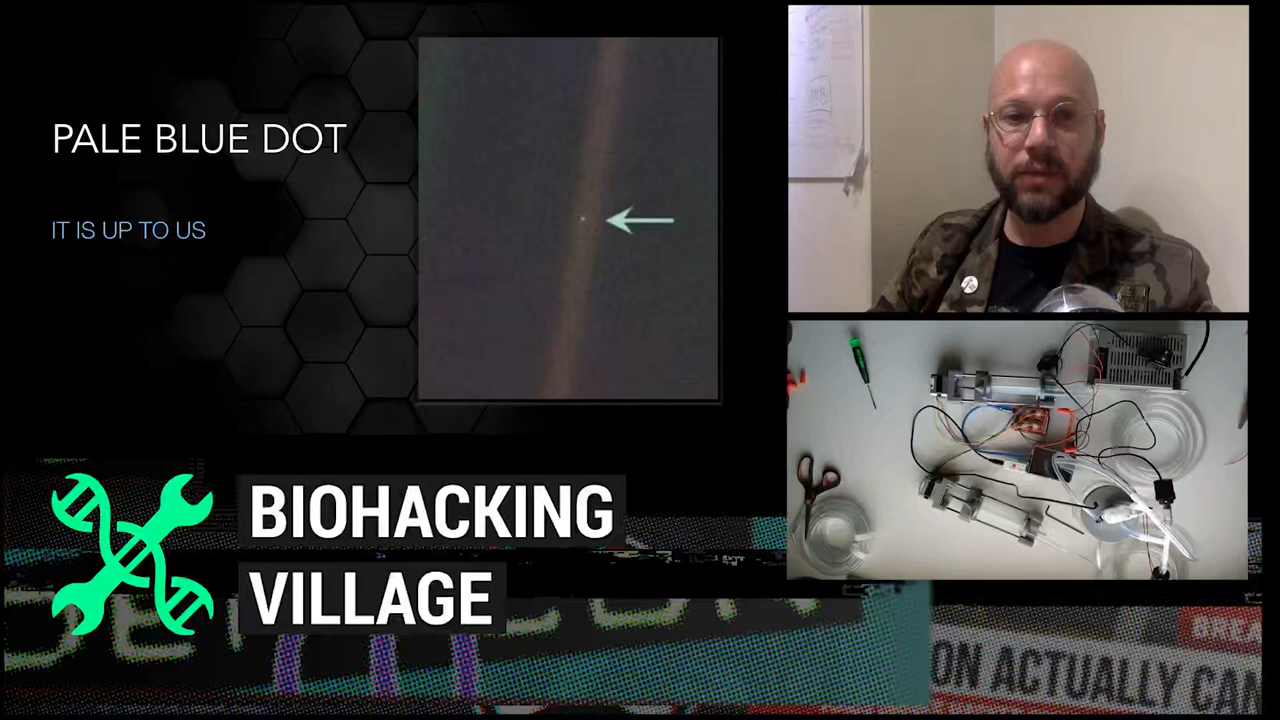 PALE BLUE DOT
IT IS UP TO US
BIOHACKING
VILLAGE
ON ACTUALLY CAN